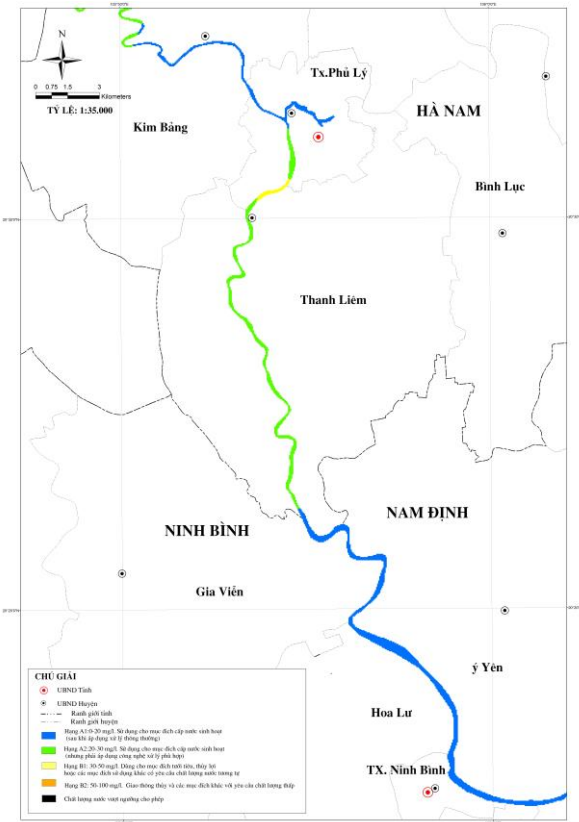 N
0 0.75 1.5 3
Kilometers
TỶ LỆ: 1:35.000
Tx.Phủ Lý
HÀ NAM
Kim Bảng
Bình Lục
Thanh Liêm
NINH BÌNH
NAM ĐỊNH
Gia Viễn
ý Yên
Hoa Lư
TX. Ninh Bình
CHÚ GIẢI
UBND Tỉnh
UBND Huyện
Ranh giới tỉnh
Ranh giới huyện
Hạng A1:0-20 mg/l. Sử dụng cho mục đích cấp nước sinh hoạt
(sau khi áp dụng xử lý thông thường)
Hạng A2:20-30 mg/l. Sử dụng cho mục đích cấp nước sinh hoạt
(nhưng phải áp dụng công nghệ xử lý phù hợp)
Hạng B1: 30-50 mg/l. Dùng cho mục đích tưới tiêu, thủy lợi
hoặc các mục đích sử dụng khác có yêu cầu chất lượng nước tương tự
Hạng B2: 50-100 mg/l. Giao thông thủy và các mục đích khác với yêu cầu chất lượng thấp
Chất lượng nước vượt ngưỡng cho phép